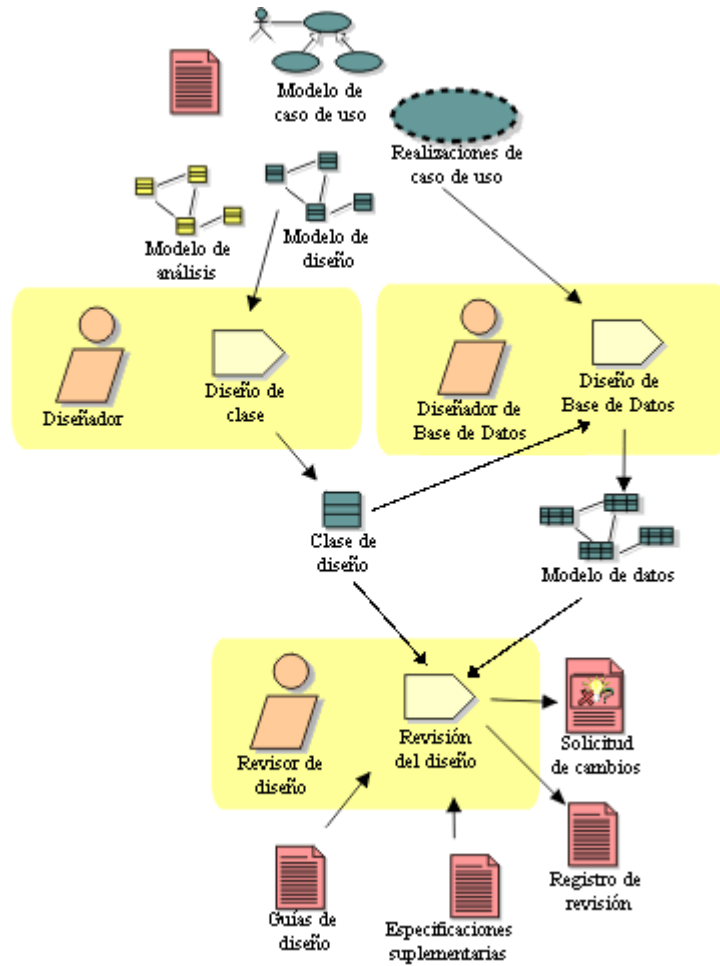 Modelo de
caso de uso
Realizaciones de
caso de uso
Modelo de
análisis
Modelo de
diseño
Diseñador
Diseño de
clase
Diseñador de
Base de Datos
Diseño de
Base de Datos
Clase de
diseño
Modelo de datos
Revisor de
diseño
Revisión
del diseño
Solicitud
de cambios
Registro de
revisión
Guías de
diseño
Especificaciones
suplementarias